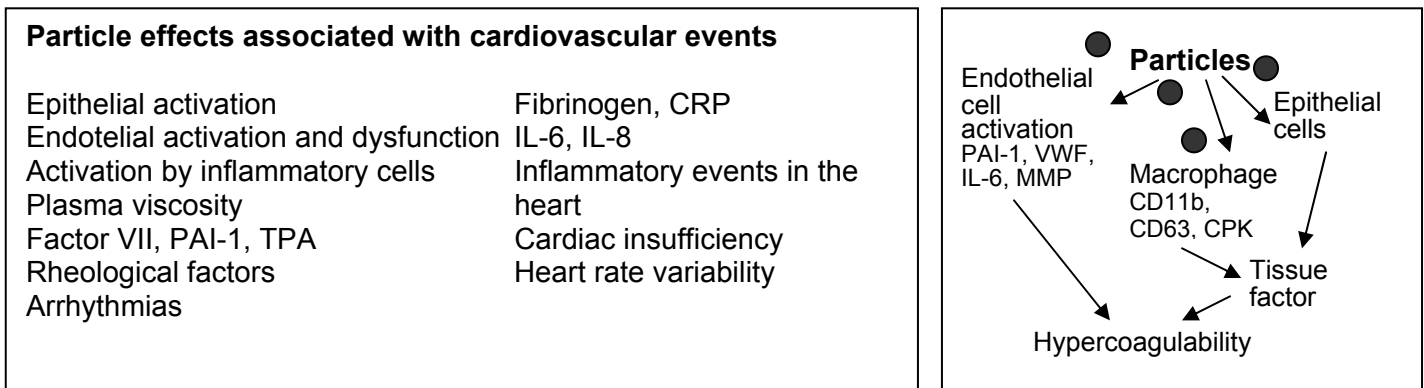 Particle effects associated with cardiovascular events
Epithelial activation
Endotelial activation and dysfunction
Activation by inflammatory cells
Plasma viscosity
Factor VII, PAI-1, TPA
Rheological factors
Arrhythmias
Fibrinogen, CRP
IL-6, IL-8
Inflammatory events in the
heart
Cardiac insufficiency
Heart rate variability
Particles
Endothelial
cell
activation
PAI-1, VWF,
IL-6, MMP
Macrophage
CD11b,
CD63, CPK
Epithelial
cells
Tissue
factor
Hypercoagulability